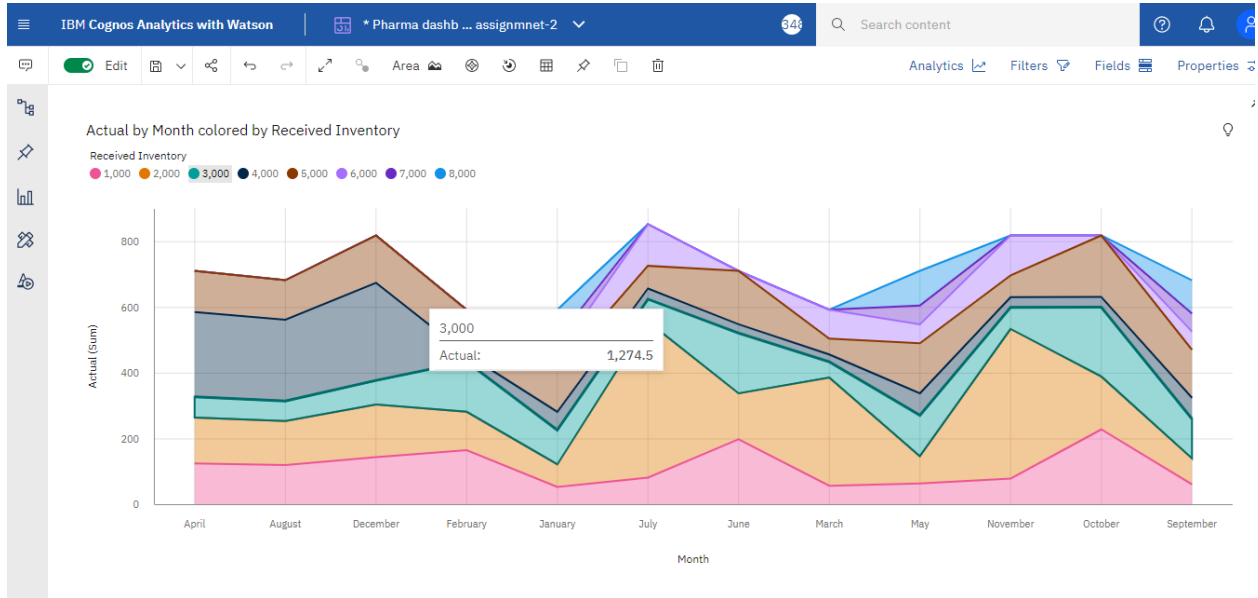 IBM Cognos Analytics with Watson
* Pharma dashb ... assignmnet-2
348
Search content
Edit
Area
Analytics
Filters
Fields
Properties
Actual by Month colored by Received Inventory
Received Inventory
1,000 2,000 3,000 4,000 5,000 6,000 7,000 8,000
800
600
400
200
0
Actual (Sum)
3,000
Actual: 1,274.5
April August December February January July June March May November October September
Month